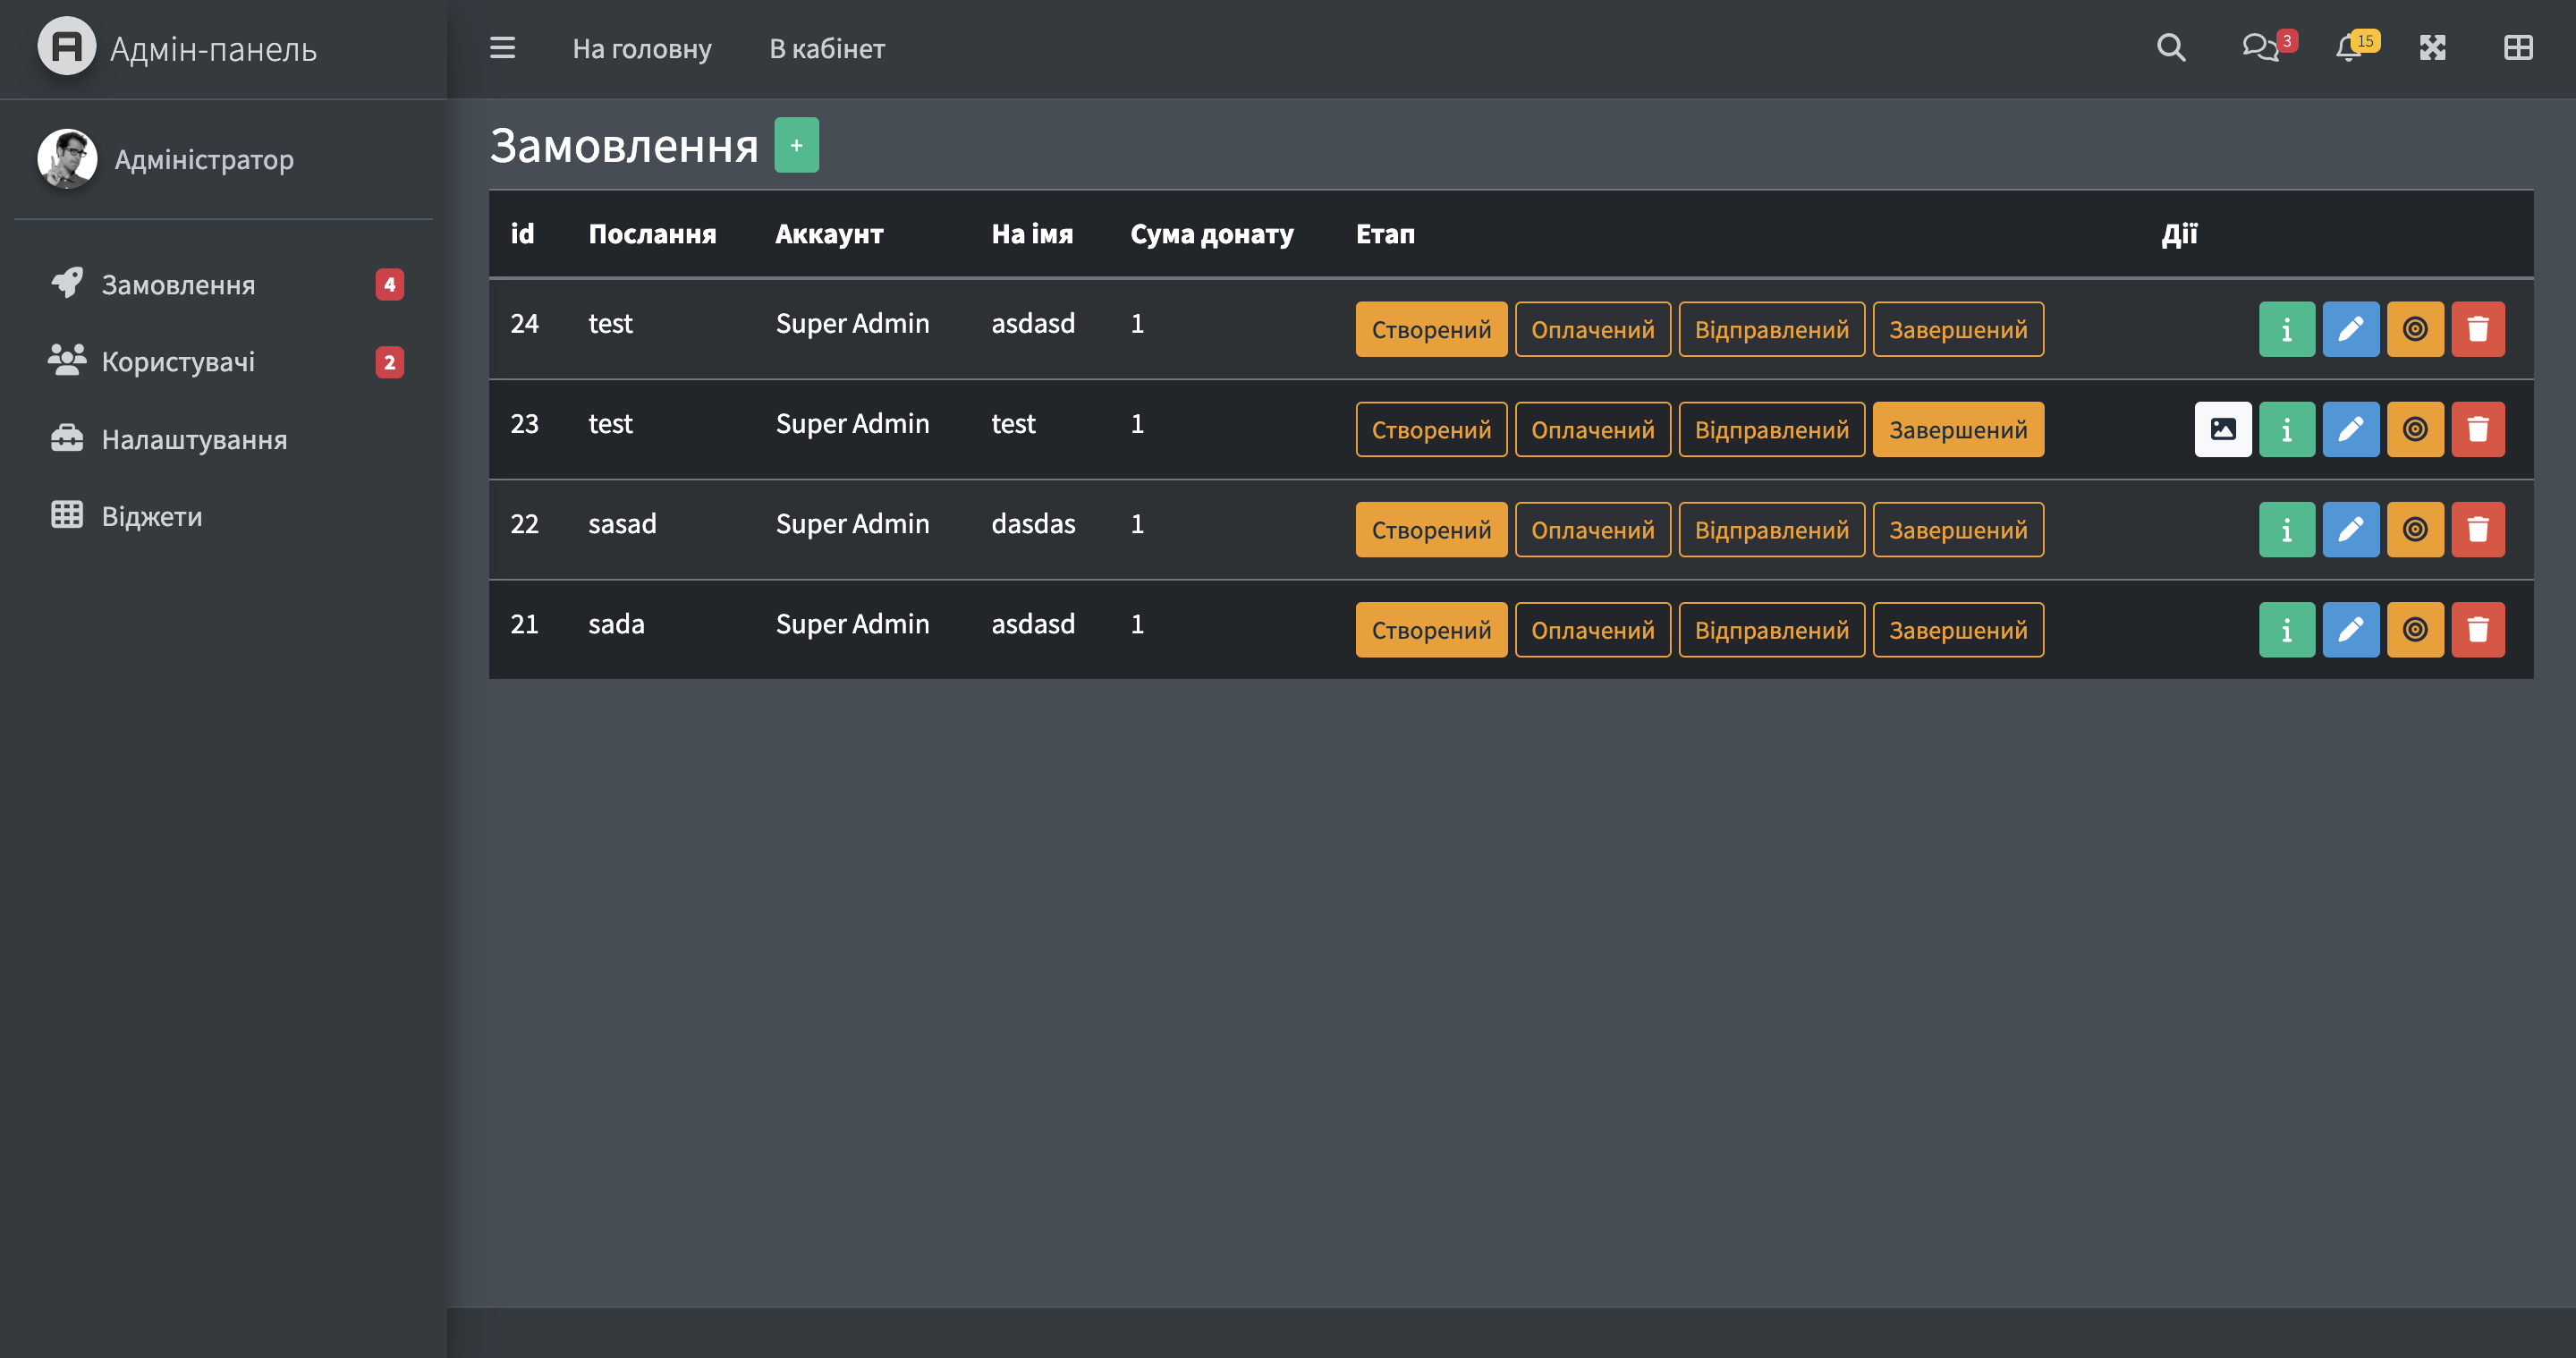 Адмін-панель
На головну
В кабінет
3
15
Адміністратор
Замовлення 4
Користувачі 2
Налаштування
Віджети
Замовлення +
id Послання Аккаунт На імя Сума донату Етап Дії
24 test Super Admin asdasd 1 Створений Оплачений Відправлений Завершений
23 test Super Admin test 1 Створений Оплачений Відправлений Завершений
22 sasad Super Admin dasdas 1 Створений Оплачений Відправлений Завершений
21 sada Super Admin asdasd 1 Створений Оплачений Відправлений Завершений